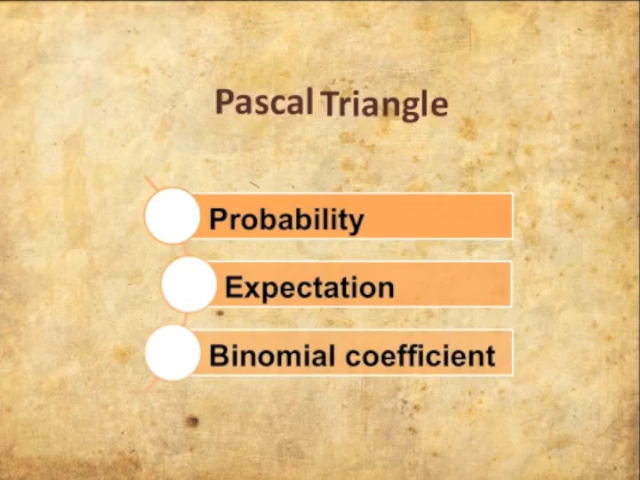 Pascal Triangle
Probability
Expectation
Binomial coefficient